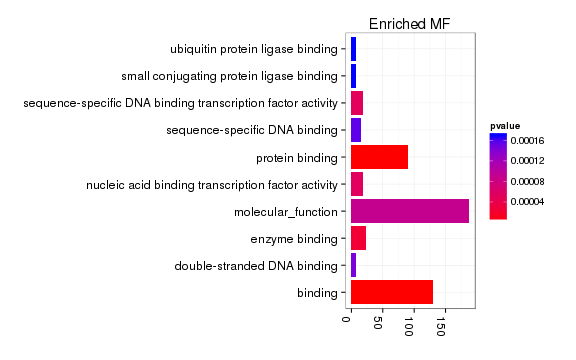 Enriched MF
ubiquitin protein ligase binding
small conjugating protein ligase binding
sequence-specific DNA binding transcription factor activity
sequence-specific DNA binding
protein binding
nucleic acid binding transcription factor activity
molecular_function
enzyme binding
double-stranded DNA binding
binding
0
50
100
150
pvalue
0.00016
0.00012
0.00008
0.00004